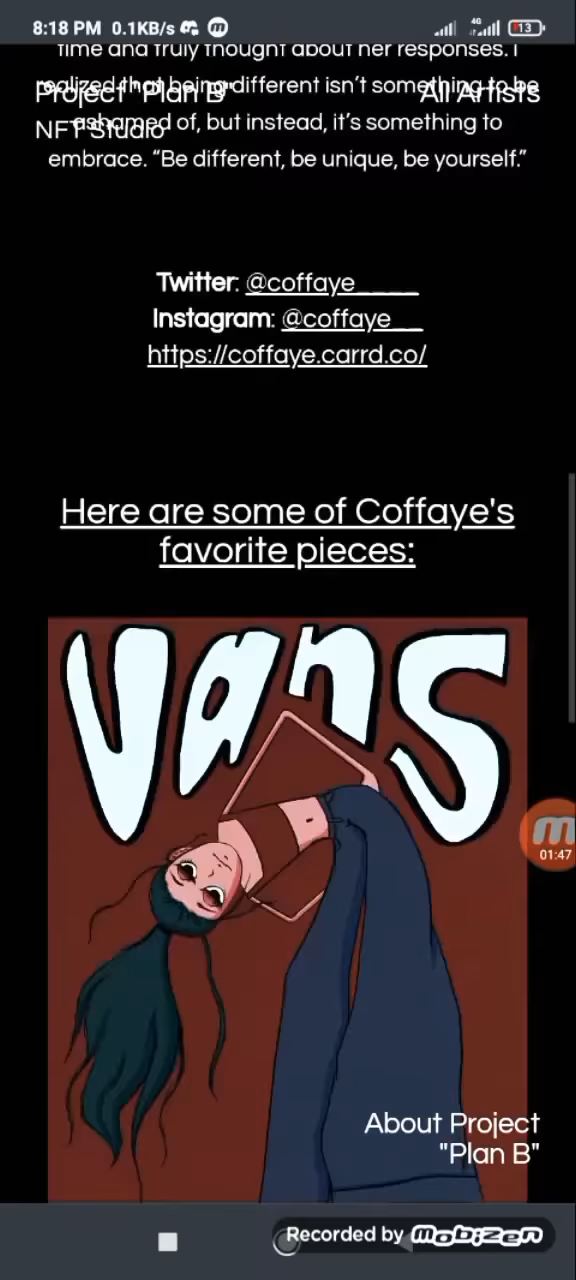 8:18 PM 0.1KB/s
4G
13
time and truly thought about her responses. I
realized that being different isn’t something to be
Project "Plan B"
All Artists
ashamed of, but instead, it’s something to
NFT Studio
embrace. “Be different, be unique, be yourself.”
Twitter: @coffaye____
Instagram: @coffaye__
https://coffaye.carrd.co/
Here are some of Coffaye's
favorite pieces:
vans
m
01:47
About Project
"Plan B"
Recorded by mobizen